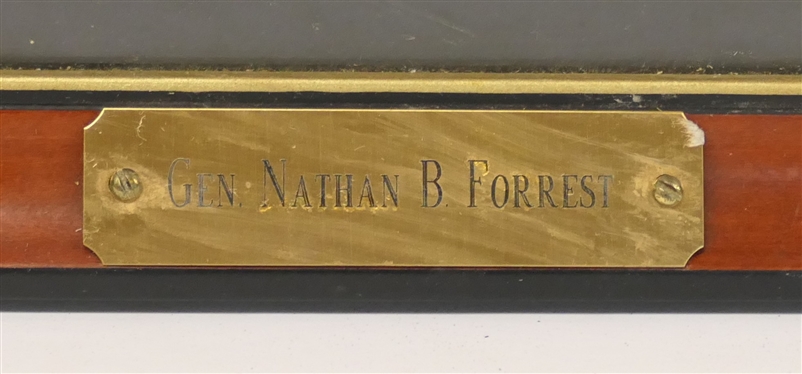 GEN. NATHAN B. FORREST